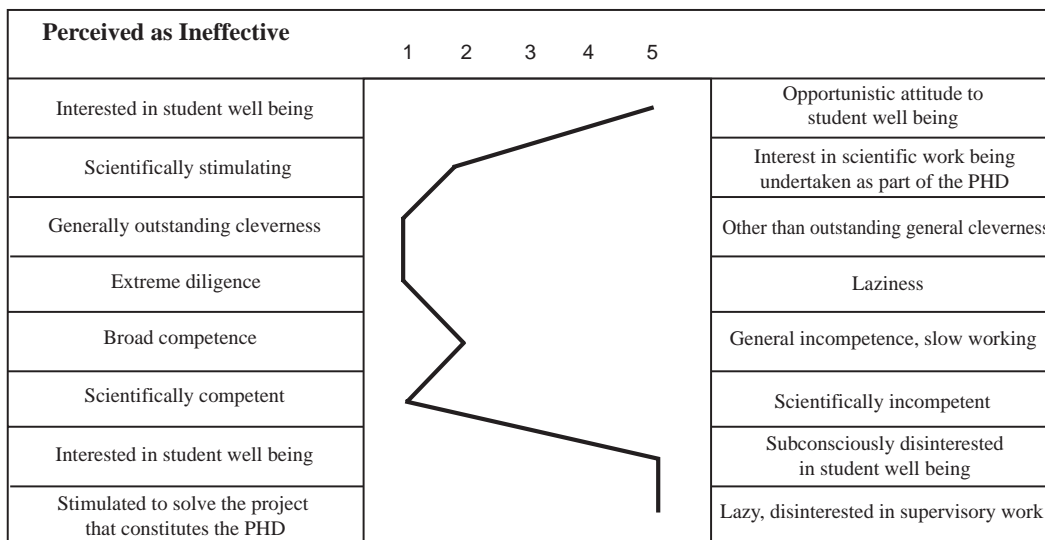 Perceived as Ineffective
1 2 3 4 5
Interested in student well being
Opportunistic attitude to
student well being
Scientifically stimulating
Interest in scientific work being
undertaken as part of the PHD
Generally outstanding cleverness
Other than outstanding general cleverness
Extreme diligence
Laziness
Broad competence
General incompetence, slow working
Scientifically competent
Scientifically incompetent
Interested in student well being
Subconsciously disinterested
in student well being
Stimulated to solve the project
that constitutes the PHD
Lazy, disinterested in supervisory work